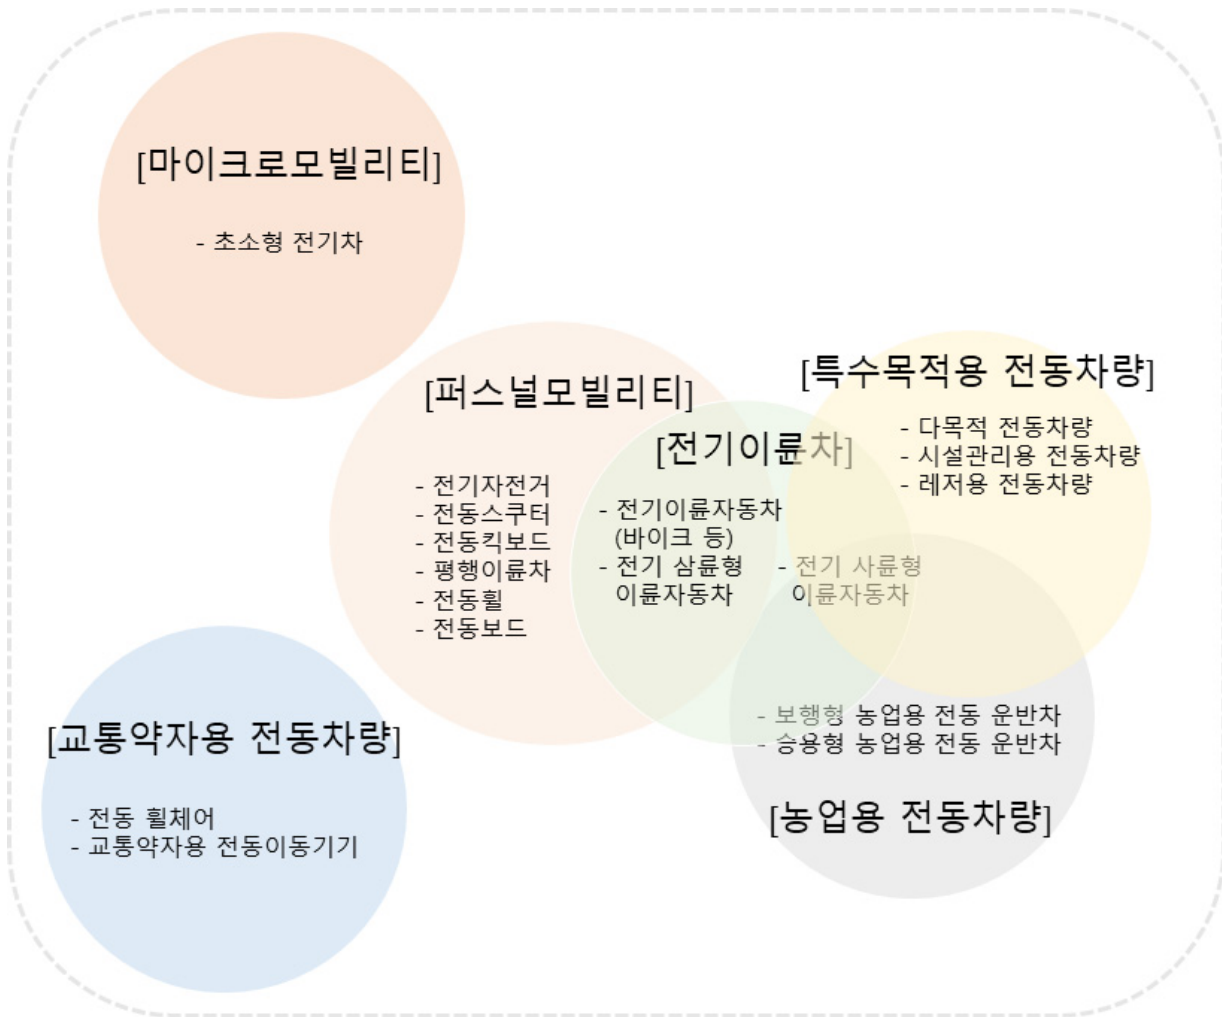 [마이크로모빌리티]
- 초소형 전기차
[퍼스널모빌리티]
- 전기자전거
- 전동스쿠터
- 전동킥보드
- 평행이륜차
- 전동휠
- 전동보드
[전기이륜차]
- 전기이륜자동차
(바이크 등)
- 전기 삼륜형
이륜자동차
- 전기 사륜형
이륜자동차
[특수목적용 전동차량]
- 다목적 전동차량
- 시설관리용 전동차량
- 레저용 전동차량
- 보행형 농업용 전동 운반차
- 승용형 농업용 전동 운반차
[농업용 전동차량]
[교통약자용 전동차량]
- 전동 휠체어
- 교통약자용 전동이동기기